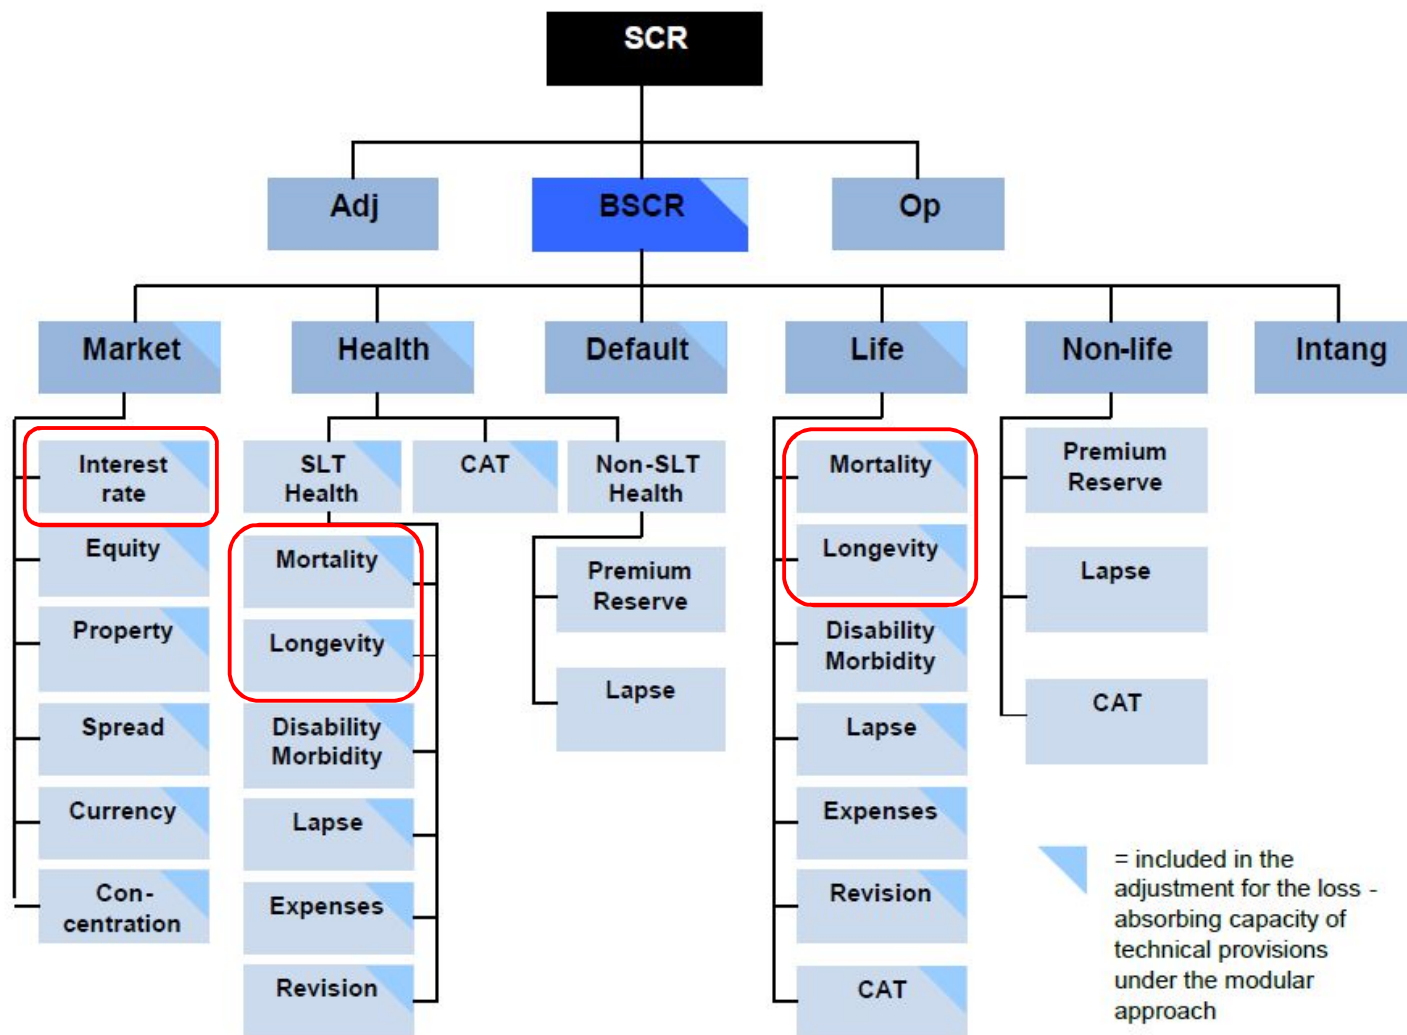 SCR
Adj
BSCR
Op
Market
Health
Default
Life
Non-life
Intang
Interest
rate
Equity
Property
Spread
Currency
Con-
centration
SLT
Health
CAT
Non-SLT
Health
Mortality
Longevity
Disability
Morbidity
Lapse
Expenses
Revision
Premium
Reserve
Lapse
Mortality
Longevity
Disability
Morbidity
Lapse
Expenses
Revision
CAT
Premium
Reserve
Lapse
CAT
= included in the
adjustment for the loss -
absorbing capacity of
technical provisions
under the modular
approach